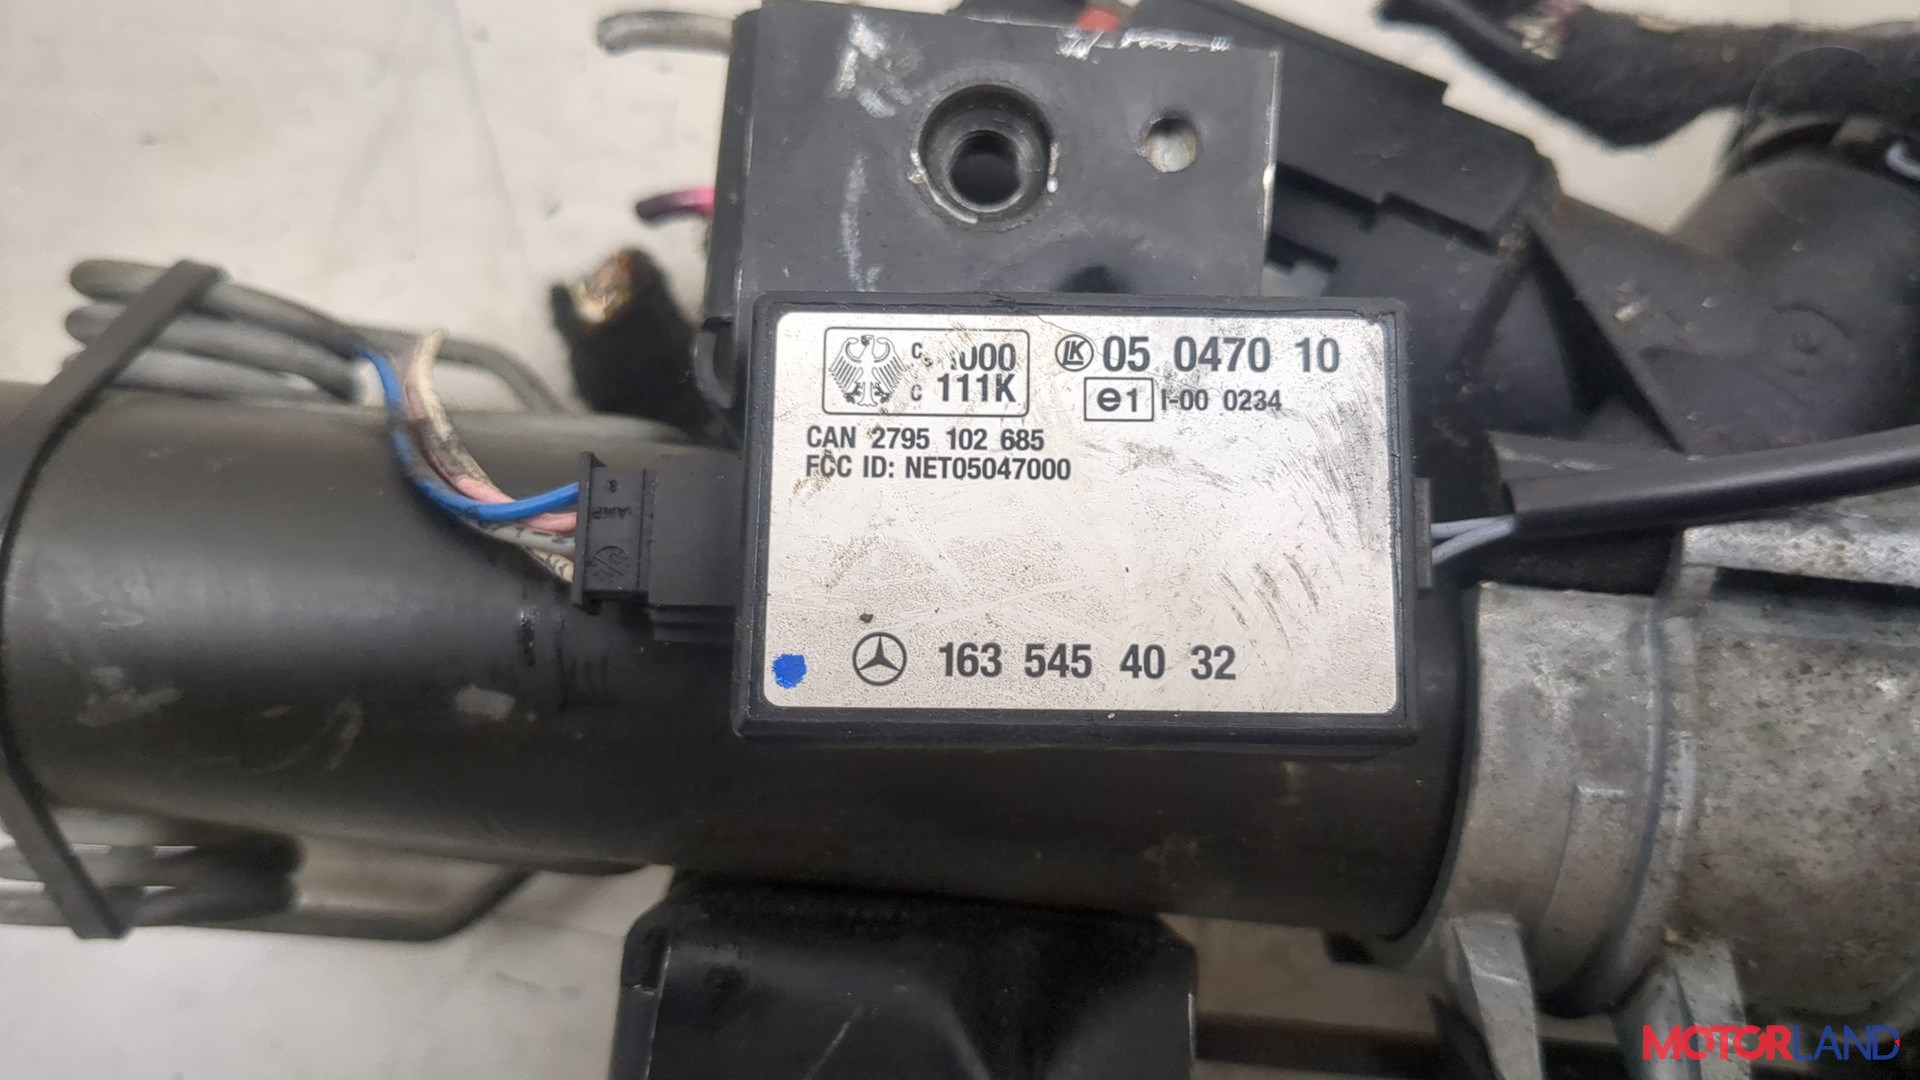 C 111K
LK 05 0470 10
e1 I-00 0234
CAN 2795 102 685
FCC ID: NET05047000
163 545 40 32
MOTORLAND